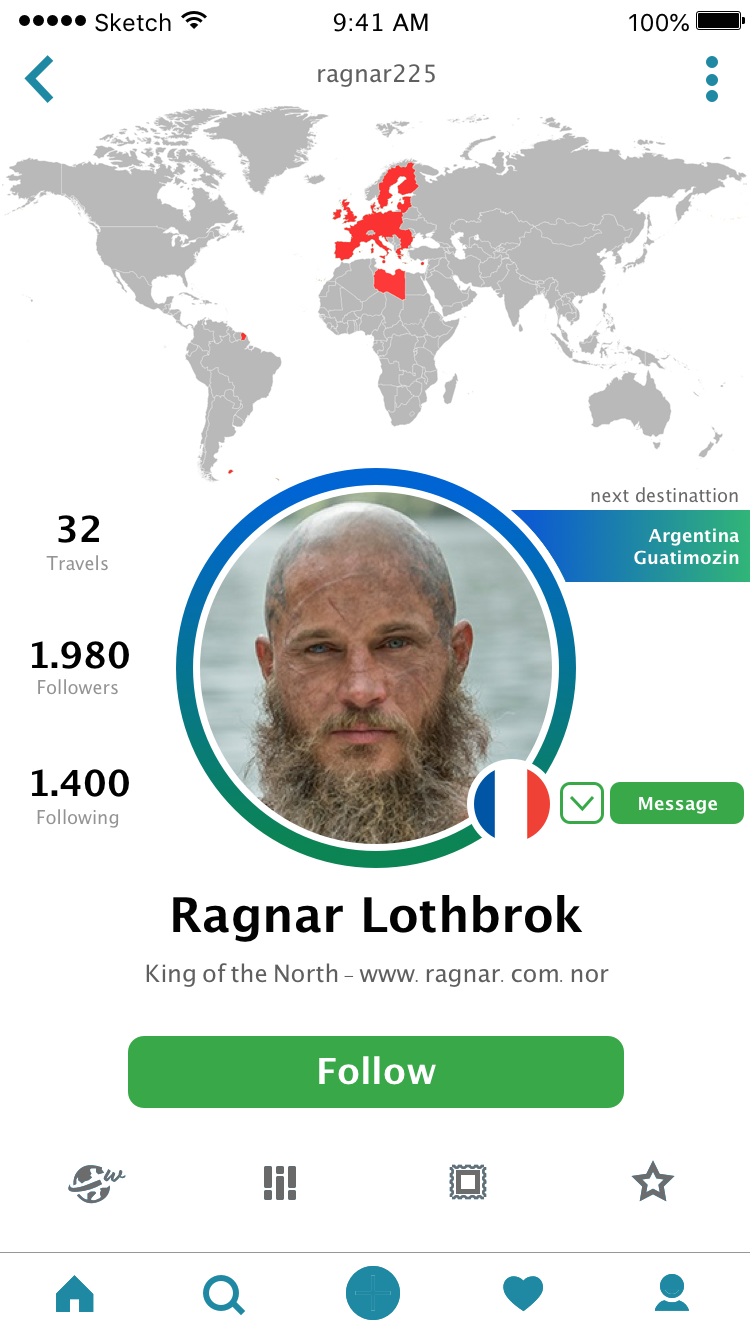 ●●●●● Sketch 9:41 AM 100%
ragnar225
next destinattion
Argentina
Guatimozin
32
Travels
1.980
Followers
1.400
Following
Message
Ragnar Lothbrok
King of the North - www. ragnar. com. nor
Follow
w